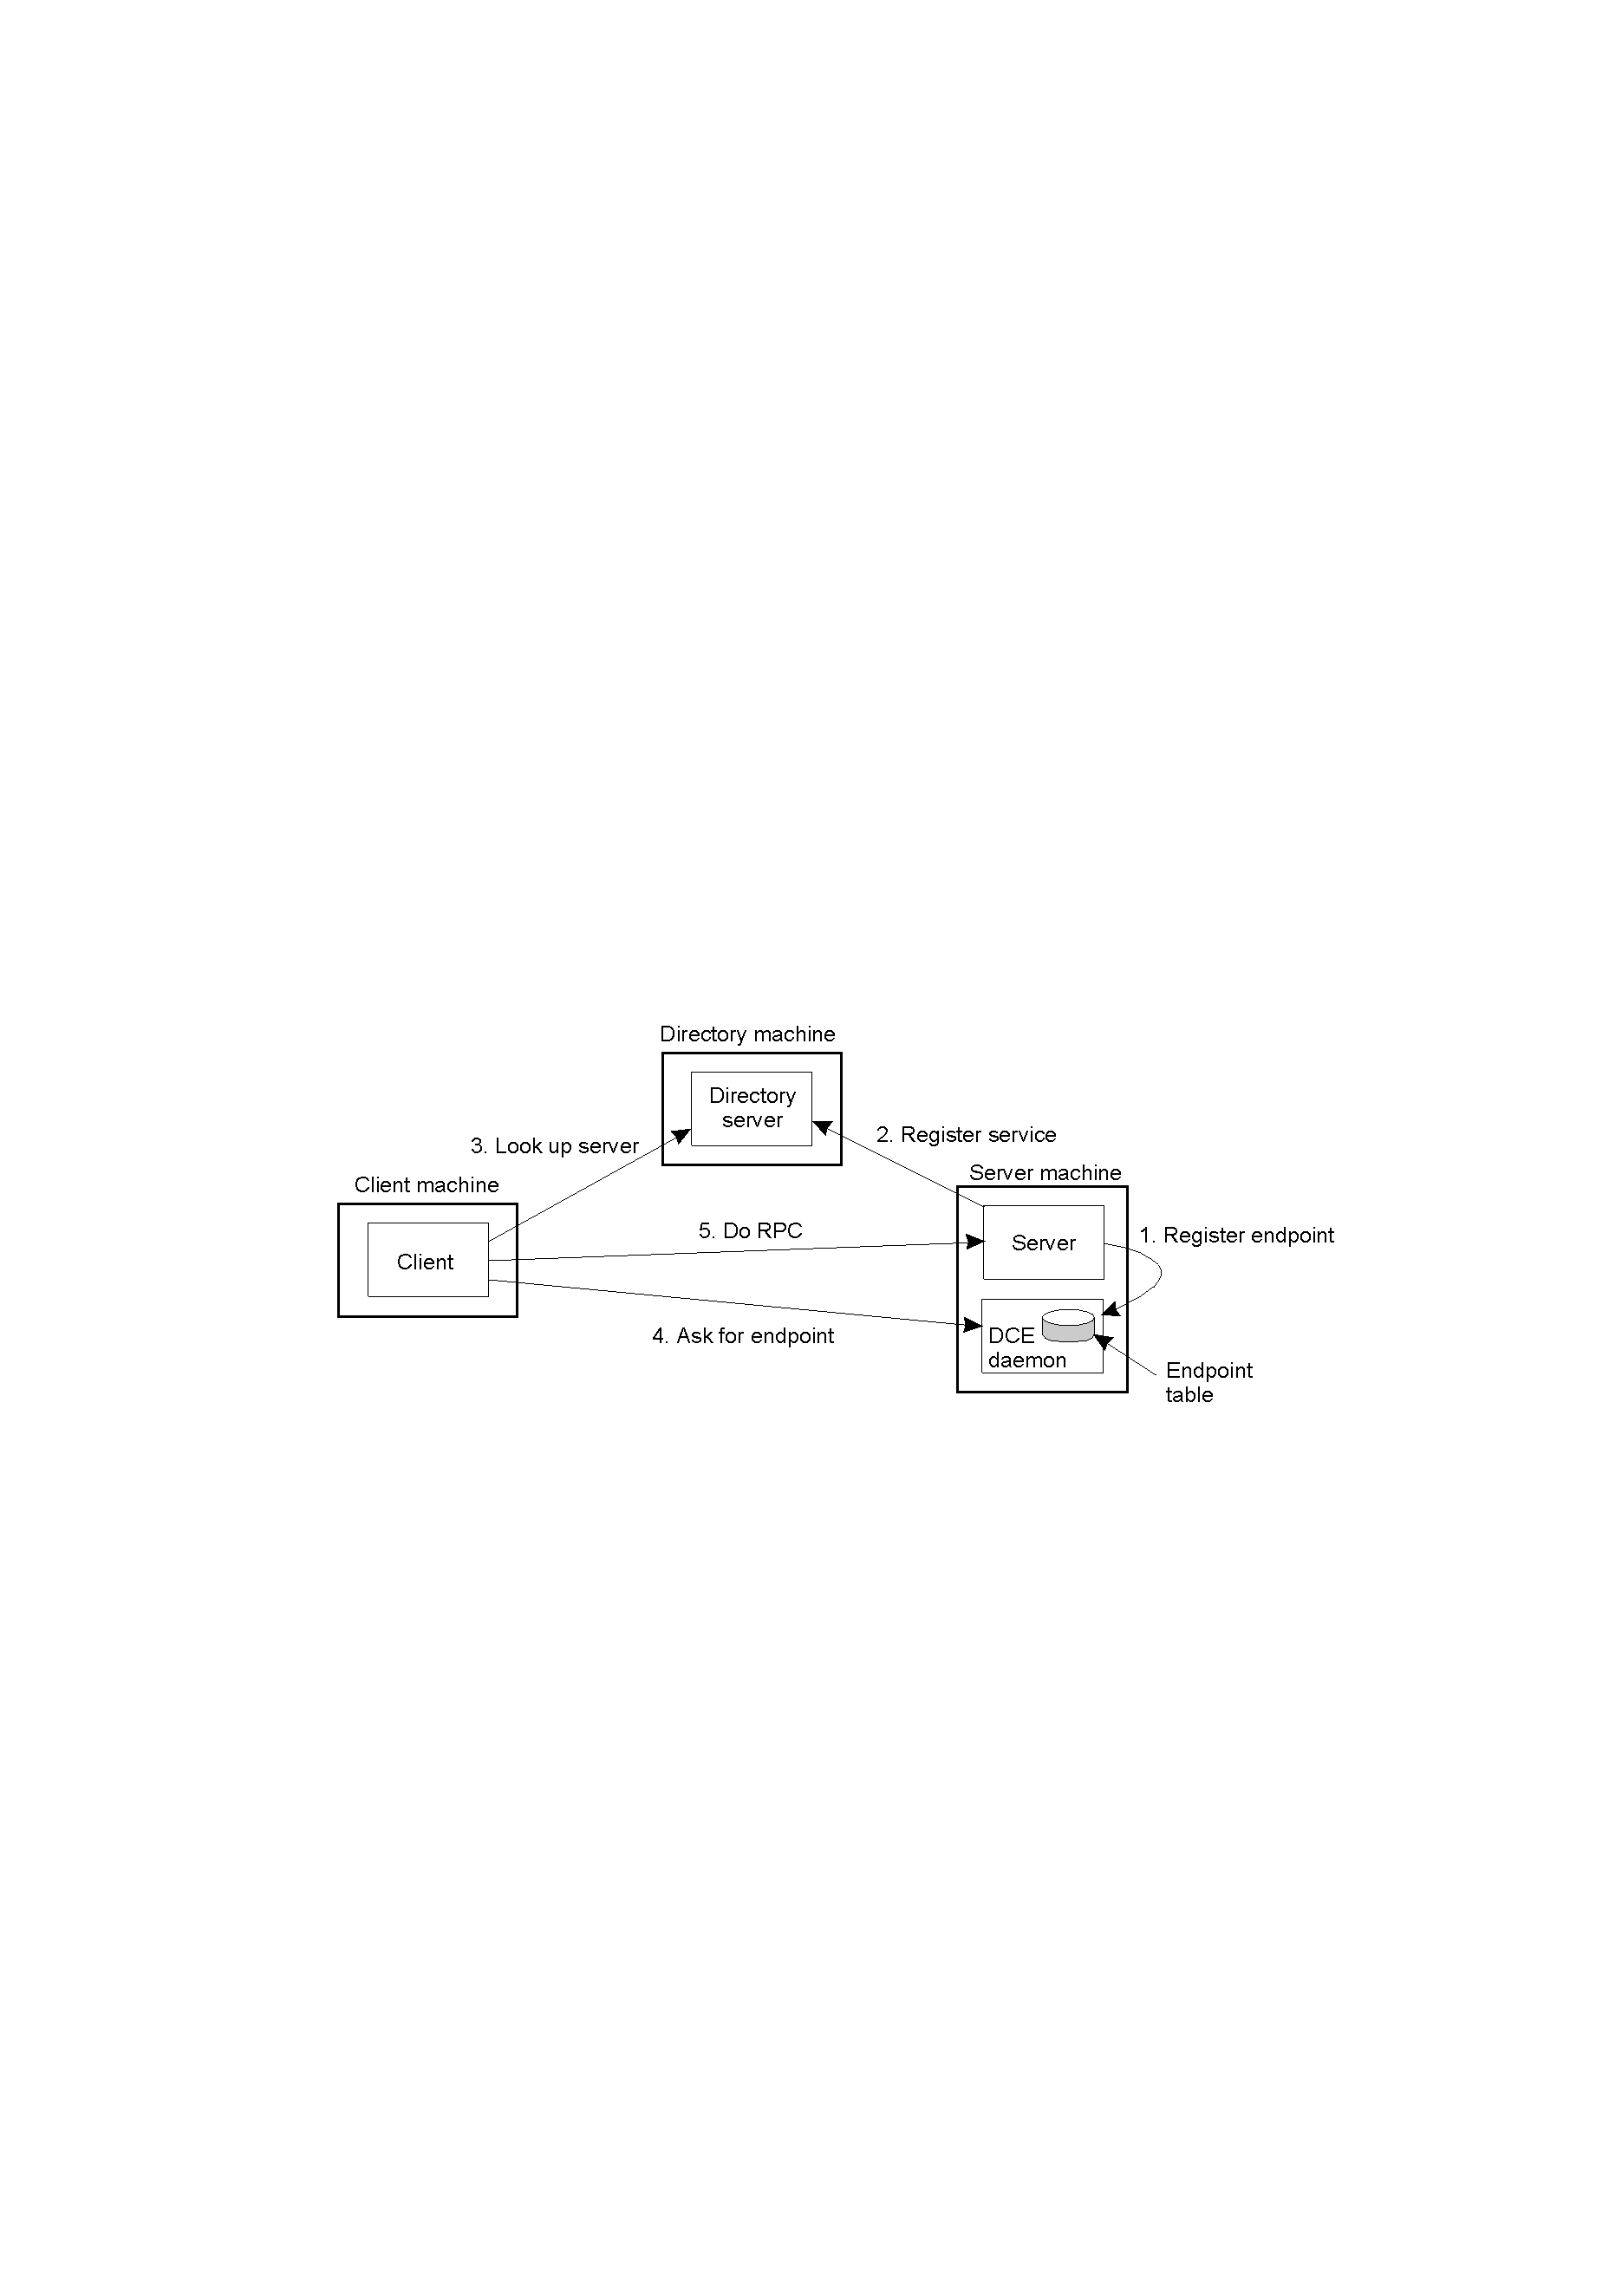 Directory machine
Directory
server
3. Look up server
2. Register service
Client machine
Server machine
Client
5. Do RPC
Server
1. Register endpoint
4. Ask for endpoint
DCE
daemon
Endpoint
table